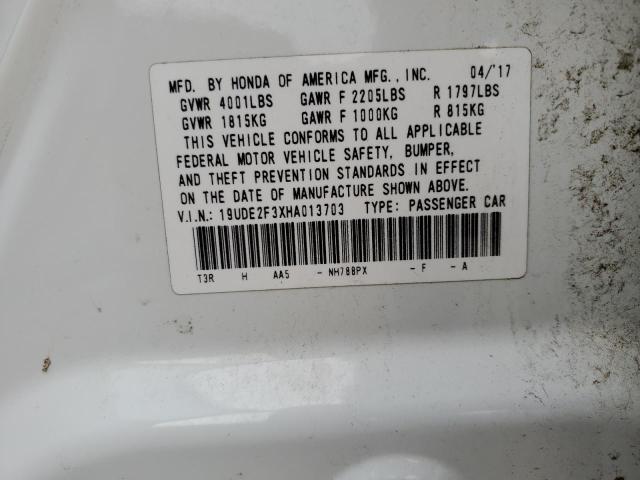 MFD. BY HONDA OF AMERICA MFG., INC. 04/'17
GVWR 4001LBS GAWR F 2205LBS R 1797LBS
GVWR 1815KG GAWR F 1000KG R 815KG
THIS VEHICLE CONFORMS TO ALL APPLICABLE
FEDERAL MOTOR VEHICLE SAFETY, BUMPER,
AND THEFT PREVENTION STANDARDS IN EFFECT
ON THE DATE OF MANUFACTURE SHOWN ABOVE.
V.I.N.: 19UDE2F3XHA013703 TYPE: PASSENGER CAR
T3R H AA5 - NH788PX - F - A